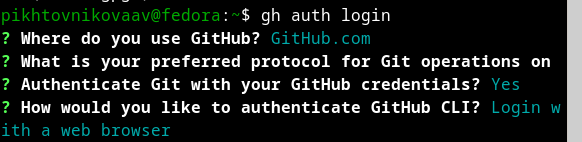 pikhtovnikovaav@fedora:~$ gh auth login
? Where do you use GitHub? GitHub.com
? What is your preferred protocol for Git operations on
? Authenticate Git with your GitHub credentials? Yes
? How would you like to authenticate GitHub CLI? Login w
ith a web browser